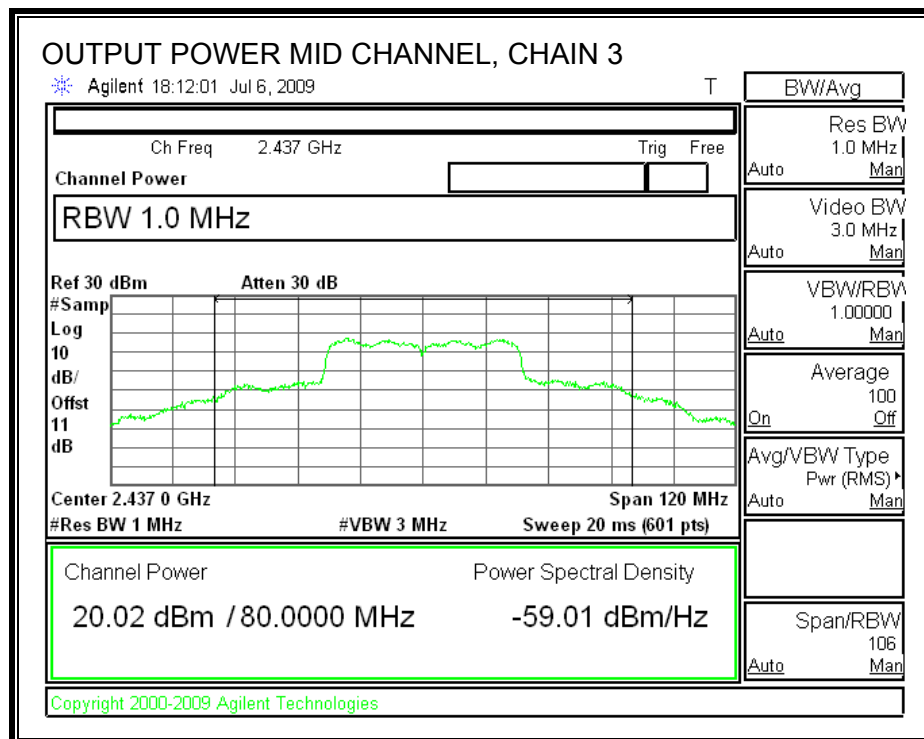 OUTPUT POWER MID CHANNEL, CHAIN 3
Agilent 18:12:01 Jul 6, 2009 T
Ch Freq 2.437 GHz Trig Free
Channel Power
RBW 1.0 MHz
Ref 30 dBm Atten 30 dB
#Samp
Log
10
dB/
Offst
11
dB
Center 2.437 0 GHz Span 120 MHz
#Res BW 1 MHz #VBW 3 MHz Sweep 20 ms (601 pts)
Channel Power Power Spectral Density
20.02 dBm / 80.0000 MHz -59.01 dBm/Hz
Copyright 2000-2009 Agilent Technologies
BW/Avg
Res BW
1.0 MHz
Auto Man
Video BW
3.0 MHz
Auto Man
VBW/RBW
1.00000
Auto Man
Average
100
On Off
Avg/VBW Type
Pwr (RMS)
Auto Man
Span/RBW
106
Auto Man